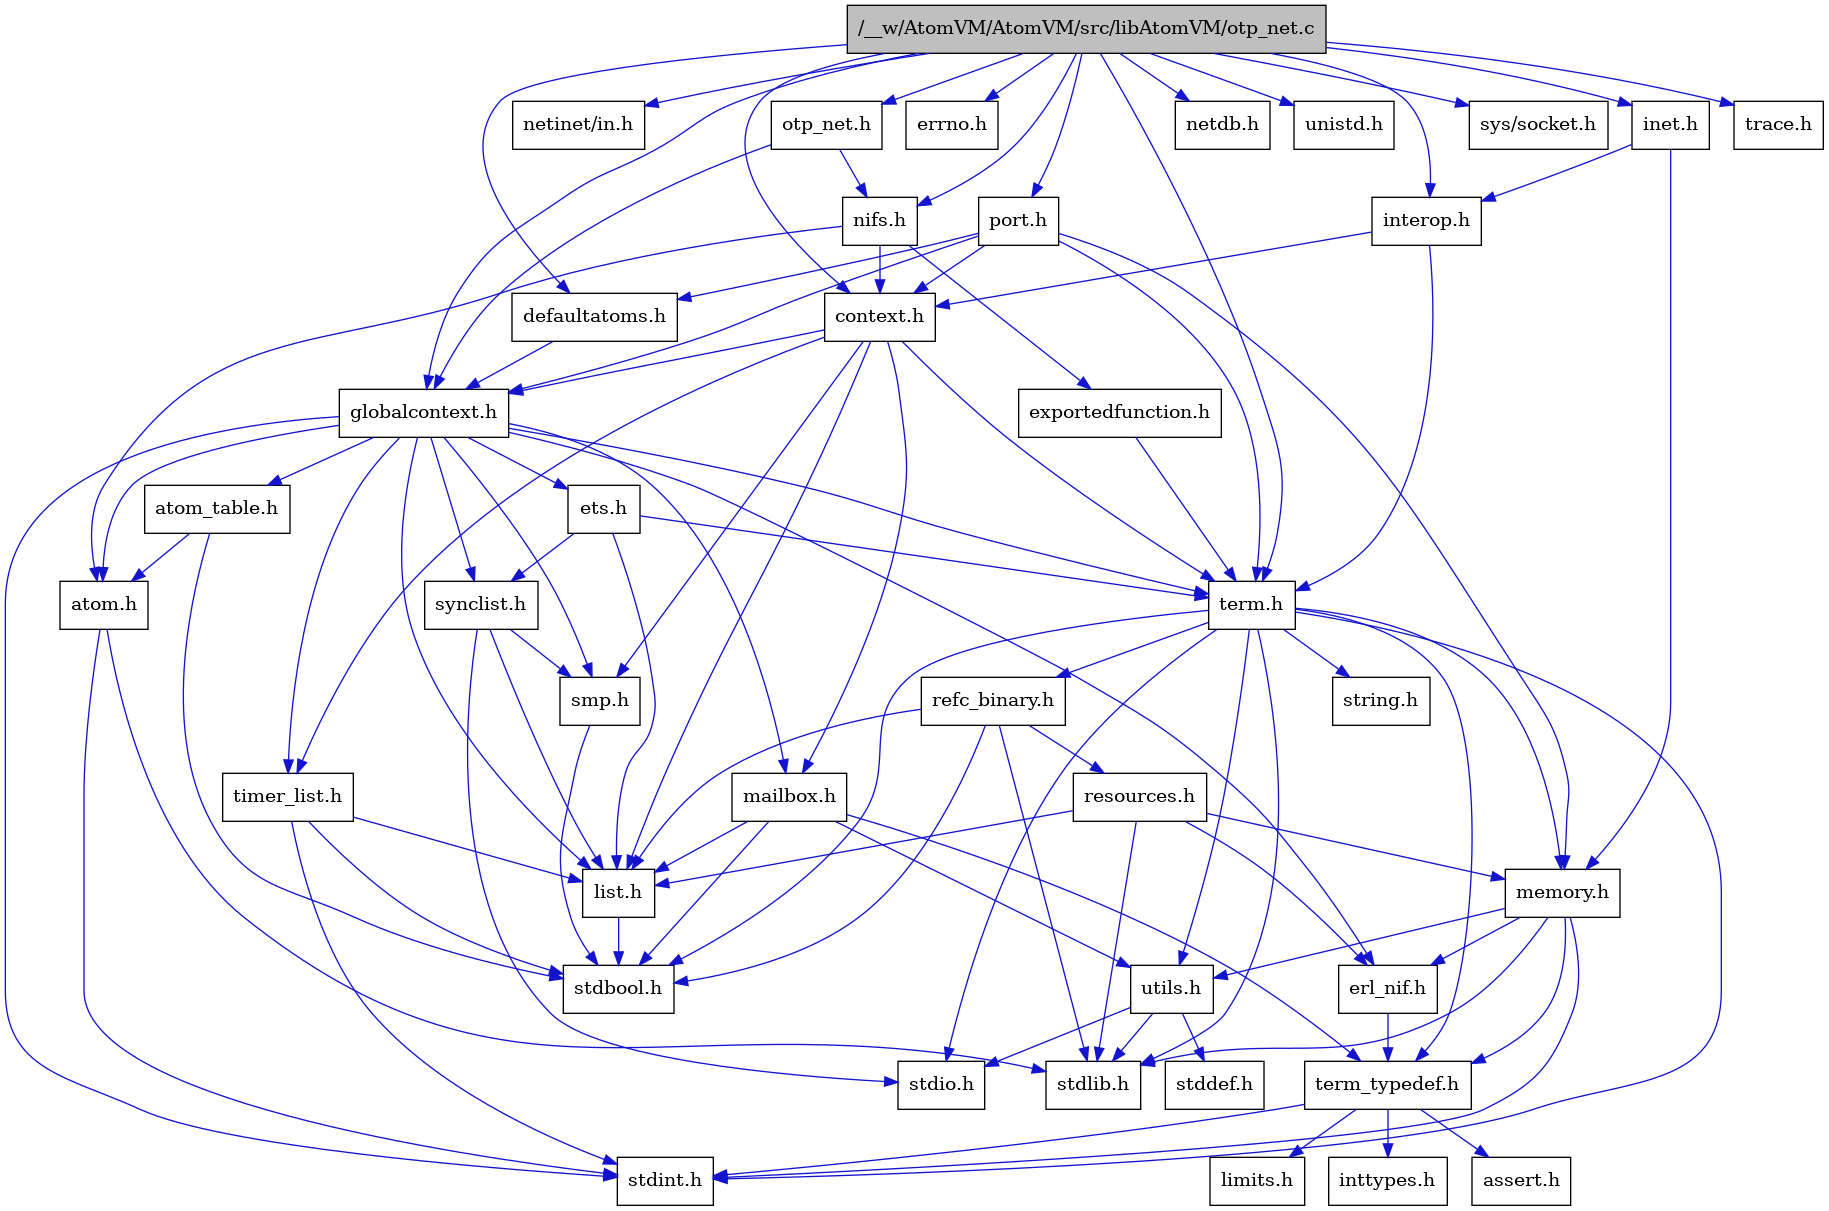 /__w/AtomVM/AtomVM/src/libAtomVM/otp_net.c
netinet/in.h
otp_net.h
errno.h
netdb.h
unistd.h
sys/socket.h
inet.h
trace.h
nifs.h
port.h
interop.h
defaultatoms.h
context.h
globalcontext.h
exportedfunction.h
atom_table.h
ets.h
atom.h
synclist.h
term.h
smp.h
refc_binary.h
string.h
timer_list.h
mailbox.h
resources.h
list.h
memory.h
stdbool.h
utils.h
erl_nif.h
stdio.h
stdlib.h
stddef.h
term_typedef.h
stdint.h
limits.h
inttypes.h
assert.h